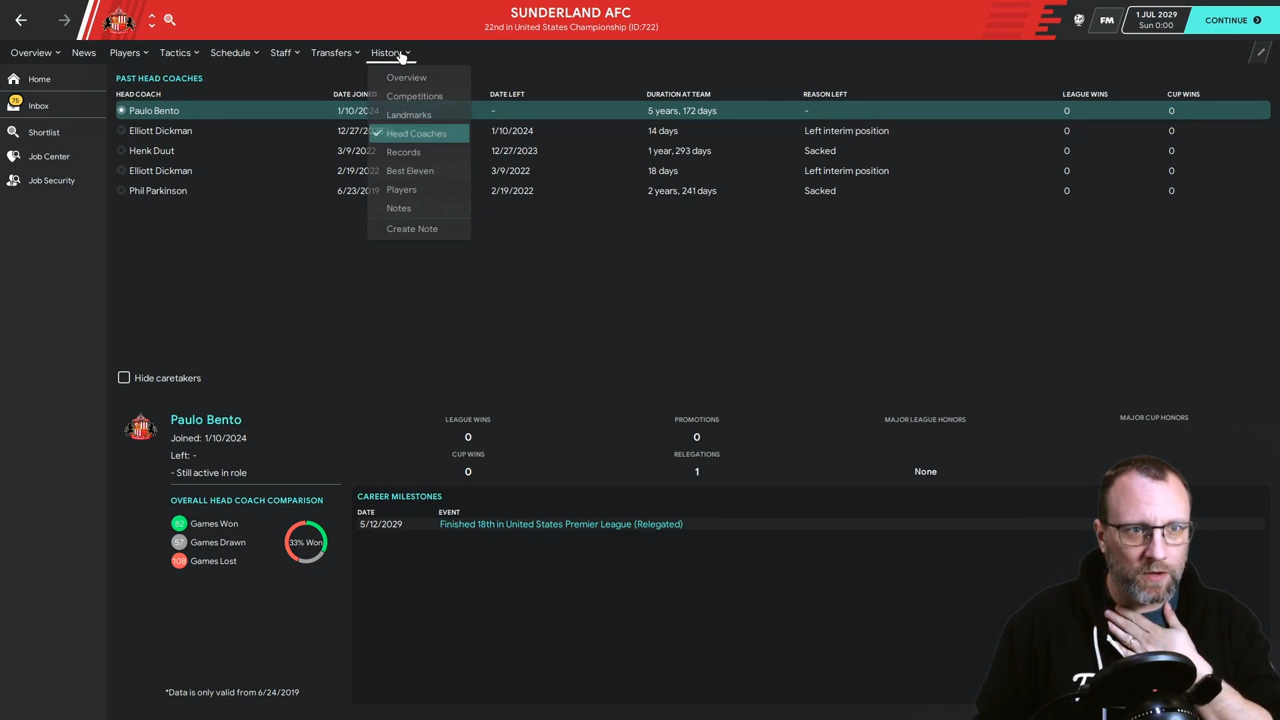 SUNDERLAND AFC
22nd in United States Championship (ID:722)
FM
1 JUL 2029
Sun 0:00
CONTINUE
Overview
News
Players
Tactics
Schedule
Staff
Transfers
History
Home
75
Inbox
Shortlist
Job Center
Job Security
Overview
Competitions
Landmarks
Head Coaches
Records
Best Eleven
Players
Notes
Create Note
PAST HEAD COACHES
HEAD COACH DATE JOINED DATE LEFT DURATION AT TEAM REASON LEFT LEAGUE WINS CUP WINS
Paulo Bento 1/10/2024 - 5 years, 172 days - 0 0
Elliott Dickman 12/27/2023 1/10/2024 14 days Left interim position 0 0
Henk Duut 3/9/2022 12/27/2023 1 year, 293 days Sacked 0 0
Elliott Dickman 2/19/2022 3/9/2022 18 days Left interim position 0 0
Phil Parkinson 6/23/2019 2/19/2022 2 years, 241 days Sacked 0 0
Hide caretakers
Paulo Bento
Joined: 1/10/2024
Left: -
- Still active in role
LEAGUE WINS
0
CUP WINS
0
PROMOTIONS
0
RELEGATIONS
1
MAJOR LEAGUE HONORS
None
MAJOR CUP HONORS
OVERALL HEAD COACH COMPARISON
82 Games Won
57 Games Drawn
108 Games Lost
33% Won
CAREER MILESTONES
DATE EVENT
5/12/2029 Finished 18th in United States Premier League (Relegated)
*Data is only valid from 6/24/2019